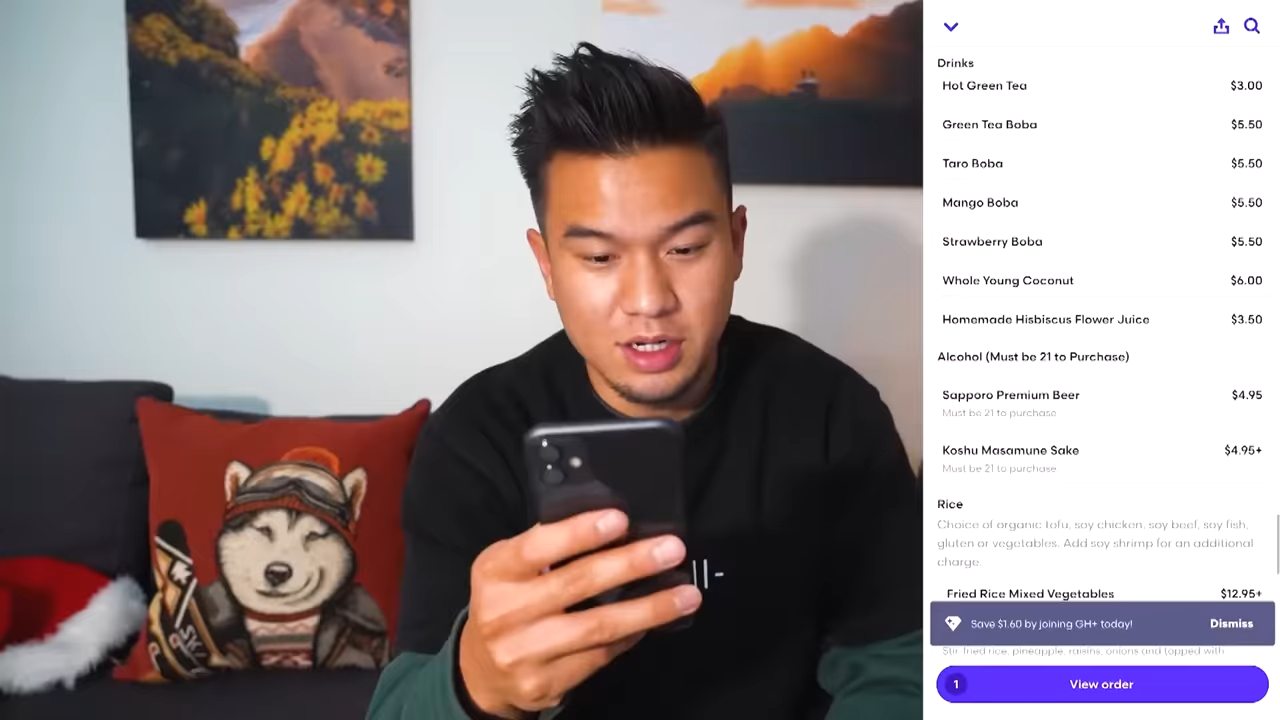 Drinks
Hot Green Tea $3.00
Green Tea Boba $5.50
Taro Boba $5.50
Mango Boba $5.50
Strawberry Boba $5.50
Whole Young Coconut $6.00
Homemade Hisbiscus Flower Juice $3.50
Alcohol (Must be 21 to Purchase)
Sapporo Premium Beer $4.95
Must be 21 to purchase
Koshu Masamune Sake $4.95+
Must be 21 to purchase
Rice
Choice of organic tofu, soy chicken, soy beef, soy fish,
gluten or vegetables. Add soy shrimp for an additional
charge.
Fried Rice Mixed Vegetables $12.95+
Save $1.60 by joining GH+ today! Dismiss
Stir fried rice, pineapple, raisins, onions and topped with
1 View order